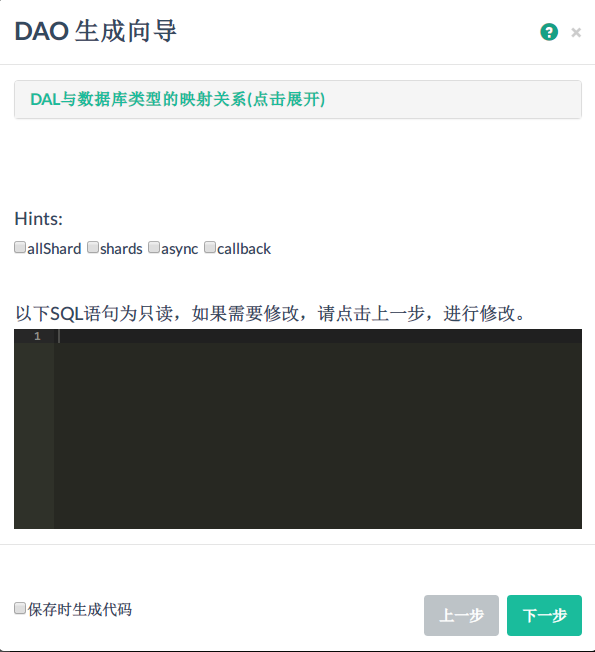 DAO 生成向导
? ×
DAL与数据库类型的映射关系(点击展开)
Hints:
allShard shards async callback
以下SQL语句为只读，如果需要修改，请点击上一步，进行修改。
1
保存时生成代码
上一步
下一步